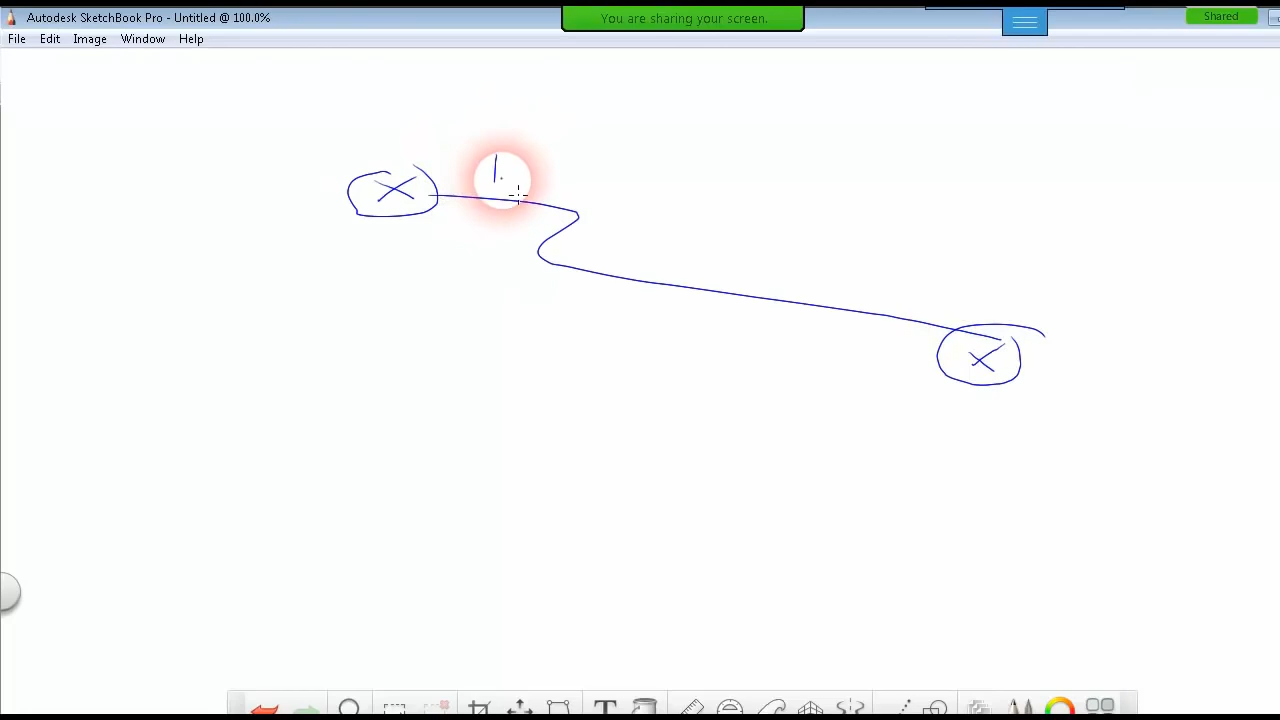 Autodesk SketchBook Pro - Untitled @ 100.0%
You are sharing your screen.
Shared
File Edit Image Window Help
X
X